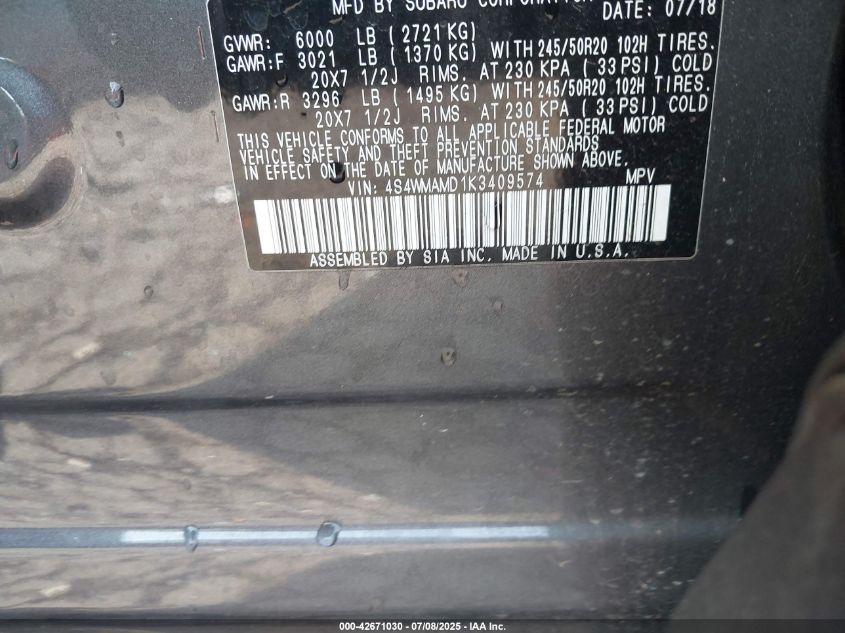 MFD BY SUBARU CORPORATION
DATE: 07/18
GVWR: 6000 LB (2721 KG)
GAWR:F 3021 LB (1370 KG) WITH 245/50R20 102H TIRES.
20X7 1/2J RIMS. AT 230 KPA (33 PSI) COLD
GAWR:R 3296 LB (1495 KG) WITH 245/50R20 102H TIRES.
20X7 1/2J RIMS. AT 230 KPA (33 PSI) COLD
THIS VEHICLE CONFORMS TO ALL APPLICABLE FEDERAL MOTOR
VEHICLE SAFETY AND THEFT PREVENTION STANDARDS
IN EFFECT ON THE DATE OF MANUFACTURE SHOWN ABOVE.
VIN: 4S4WMAMD1K3409574 MPV
ASSEMBLED BY SIA INC. MADE IN U.S.A.
000-42671030 - 07/08/2025 - IAA Inc.